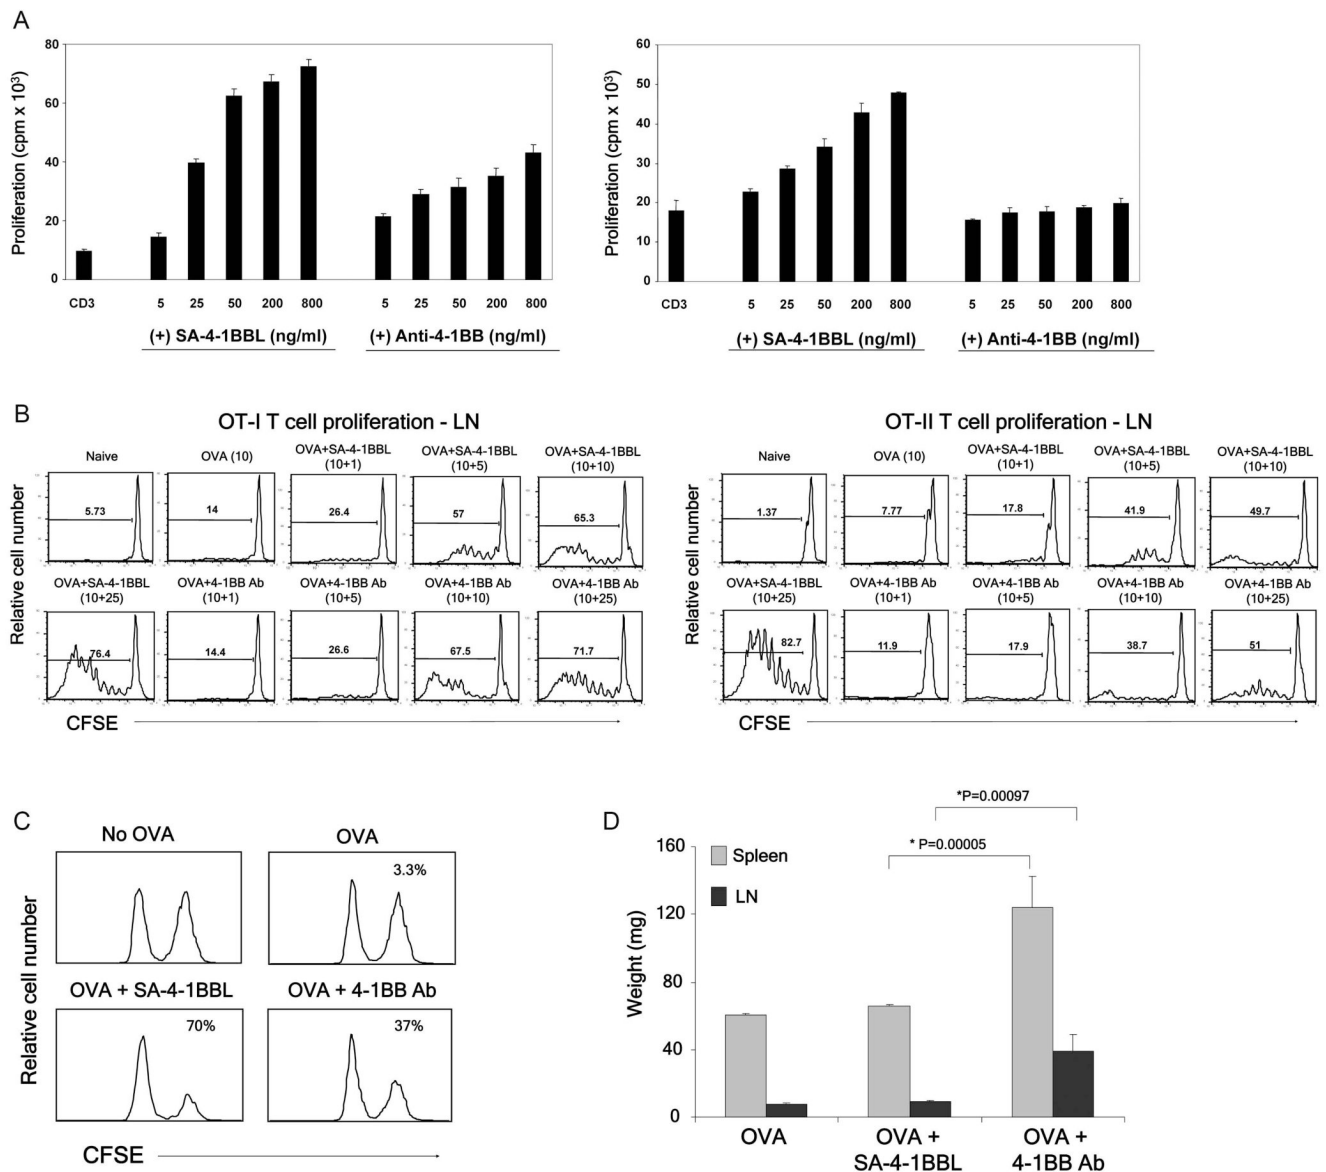 A
Proliferation (cpm x 10³)
80
60
40
20
0
CD3 5 25 50 200 800 5 25 50 200 800
(+) SA-4-1BBL (ng/ml) (+) Anti-4-1BB (ng/ml)
Proliferation (cpm x 10³)
60
50
40
30
20
10
0
CD3 5 25 50 200 800 5 25 50 200 800
(+) SA-4-1BBL (ng/ml) (+) Anti-4-1BB (ng/ml)
B
OT-I T cell proliferation - LN
Relative cell number
Naive OVA (10) OVA+SA-4-1BBL (10+1) OVA+SA-4-1BBL (10+5) OVA+SA-4-1BBL (10+10)
5.73 14 26.4 57 65.3
OVA+SA-4-1BBL (10+25) OVA+4-1BB Ab (10+1) OVA+4-1BB Ab (10+5) OVA+4-1BB Ab (10+10) OVA+4-1BB Ab (10+25)
76.4 14.4 26.6 67.5 71.7
CFSE
OT-II T cell proliferation - LN
Relative cell number
Naive OVA (10) OVA+SA-4-1BBL (10+1) OVA+SA-4-1BBL (10+5) OVA+SA-4-1BBL (10+10)
1.37 7.77 17.8 41.9 49.7
OVA+SA-4-1BBL (10+25) OVA+4-1BB Ab (10+1) OVA+4-1BB Ab (10+5) OVA+4-1BB Ab (10+10) OVA+4-1BB Ab (10+25)
82.7 11.9 17.9 38.7 51
CFSE
C
Relative cell number
No OVA OVA
3.3%
OVA + SA-4-1BBL OVA + 4-1BB Ab
70% 37%
CFSE
D
*P=0.00097
* P=0.00005
Spleen
LN
Weight (mg)
160
120
80
40
0
OVA OVA + SA-4-1BBL OVA + 4-1BB Ab